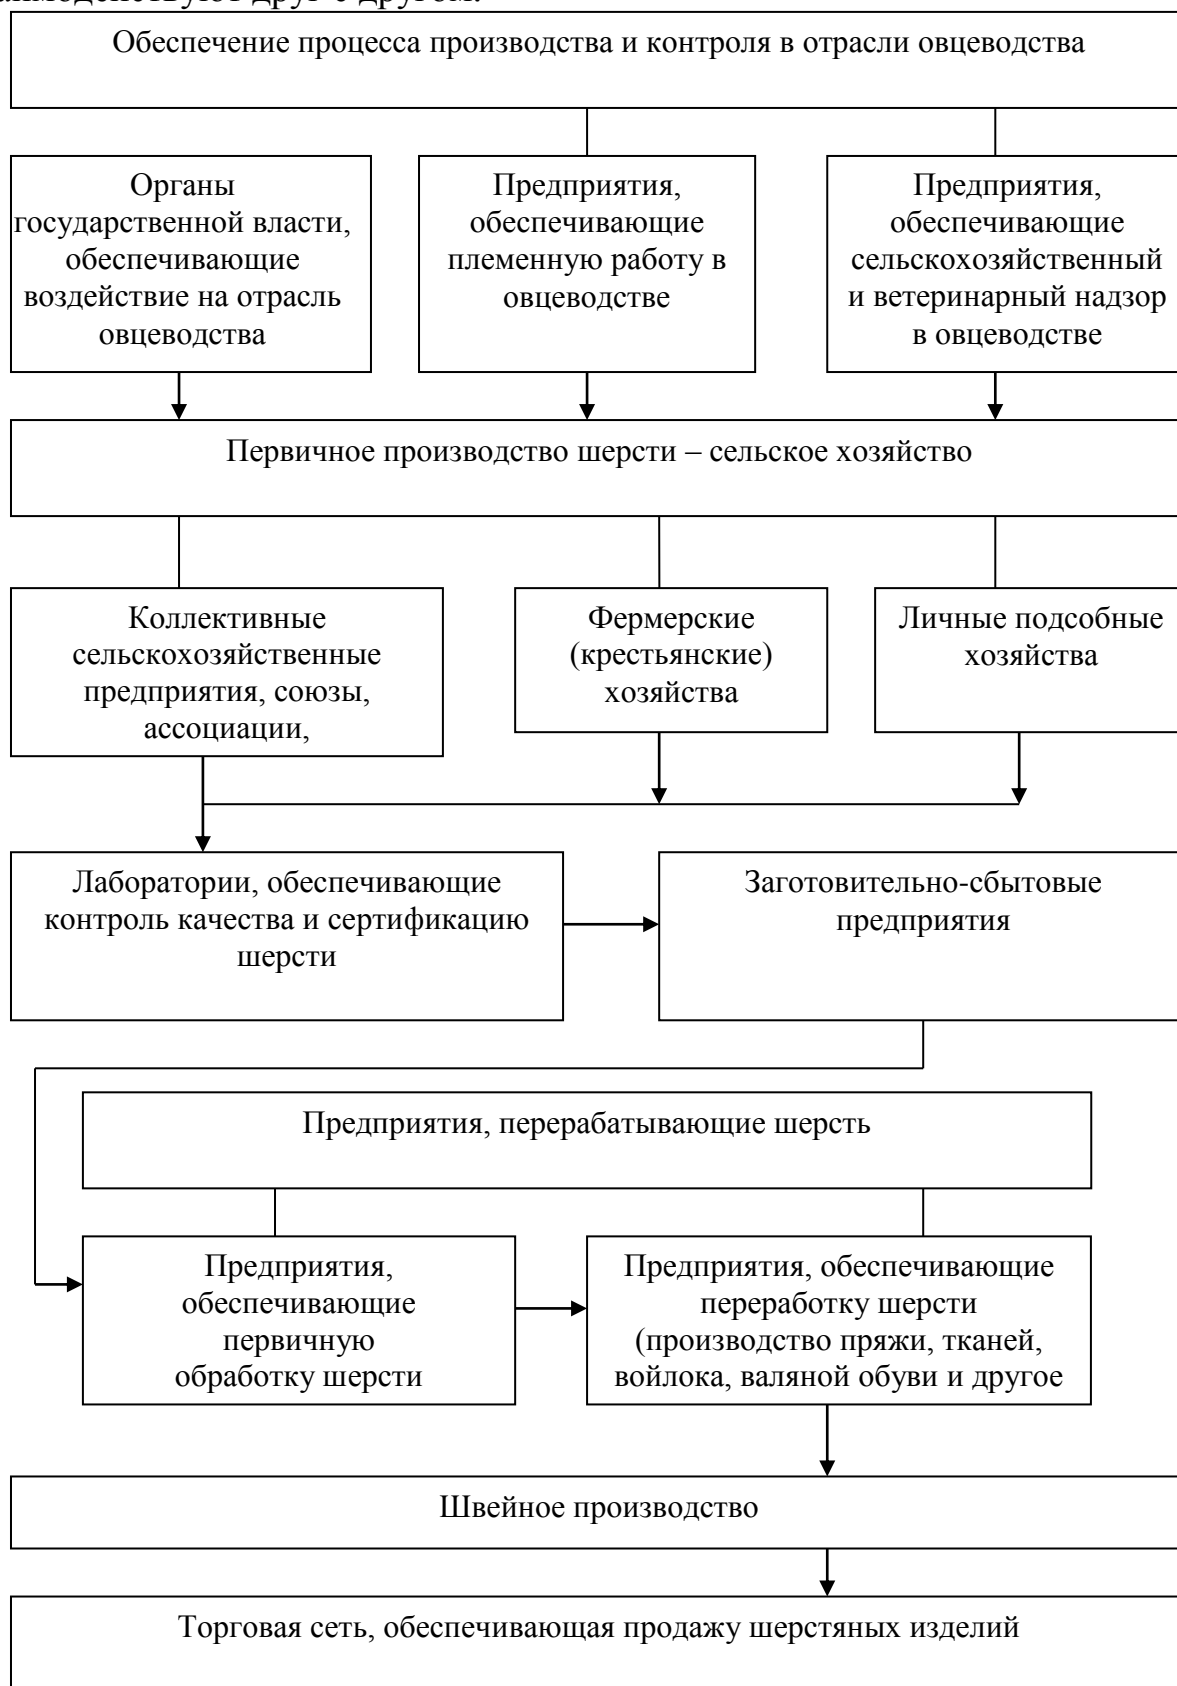 Обеспечение процесса производства и контроля в отрасли овцеводства
Органы
государственной власти,
обеспечивающие
воздействие на отрасль
овцеводства
Предприятия,
обеспечивающие
племенную работу в
овцеводстве
Предприятия,
обеспечивающие
сельскохозяйственный
и ветеринарный надзор
в овцеводстве
Первичное производство шерсти – сельское хозяйство
Коллективные
сельскохозяйственные
предприятия, союзы,
ассоциации,
Фермерские
(крестьянские)
хозяйства
Личные подсобные
хозяйства
Лаборатории, обеспечивающие
контроль качества и сертификацию
шерсти
Заготовительно-сбытовые
предприятия
Предприятия, перерабатывающие шерсть
Предприятия,
обеспечивающие
первичную
обработку шерсти
Предприятия, обеспечивающие
переработку шерсти
(производство пряжи, тканей,
войлока, валяной обуви и другое
Швейное производство
Торговая сеть, обеспечивающая продажу шерстяных изделий